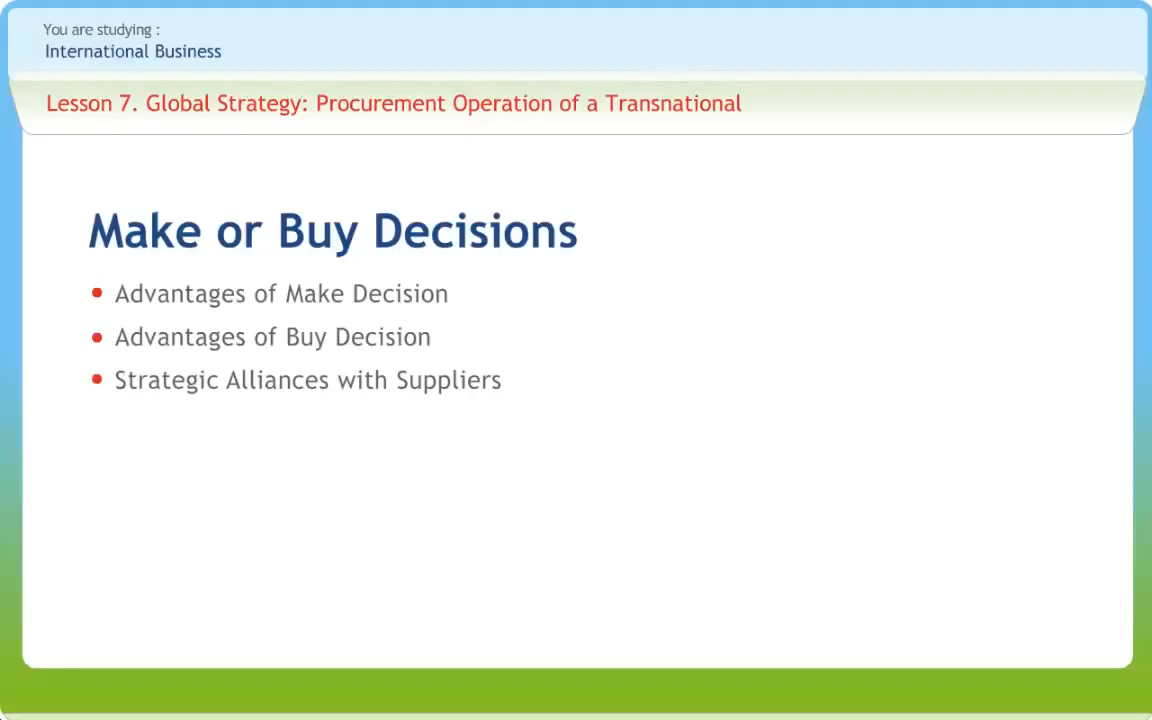 You are studying :
International Business
Lesson 7. Global Strategy: Procurement Operation of a Transnational
Make or Buy Decisions
• Advantages of Make Decision
• Advantages of Buy Decision
• Strategic Alliances with Suppliers